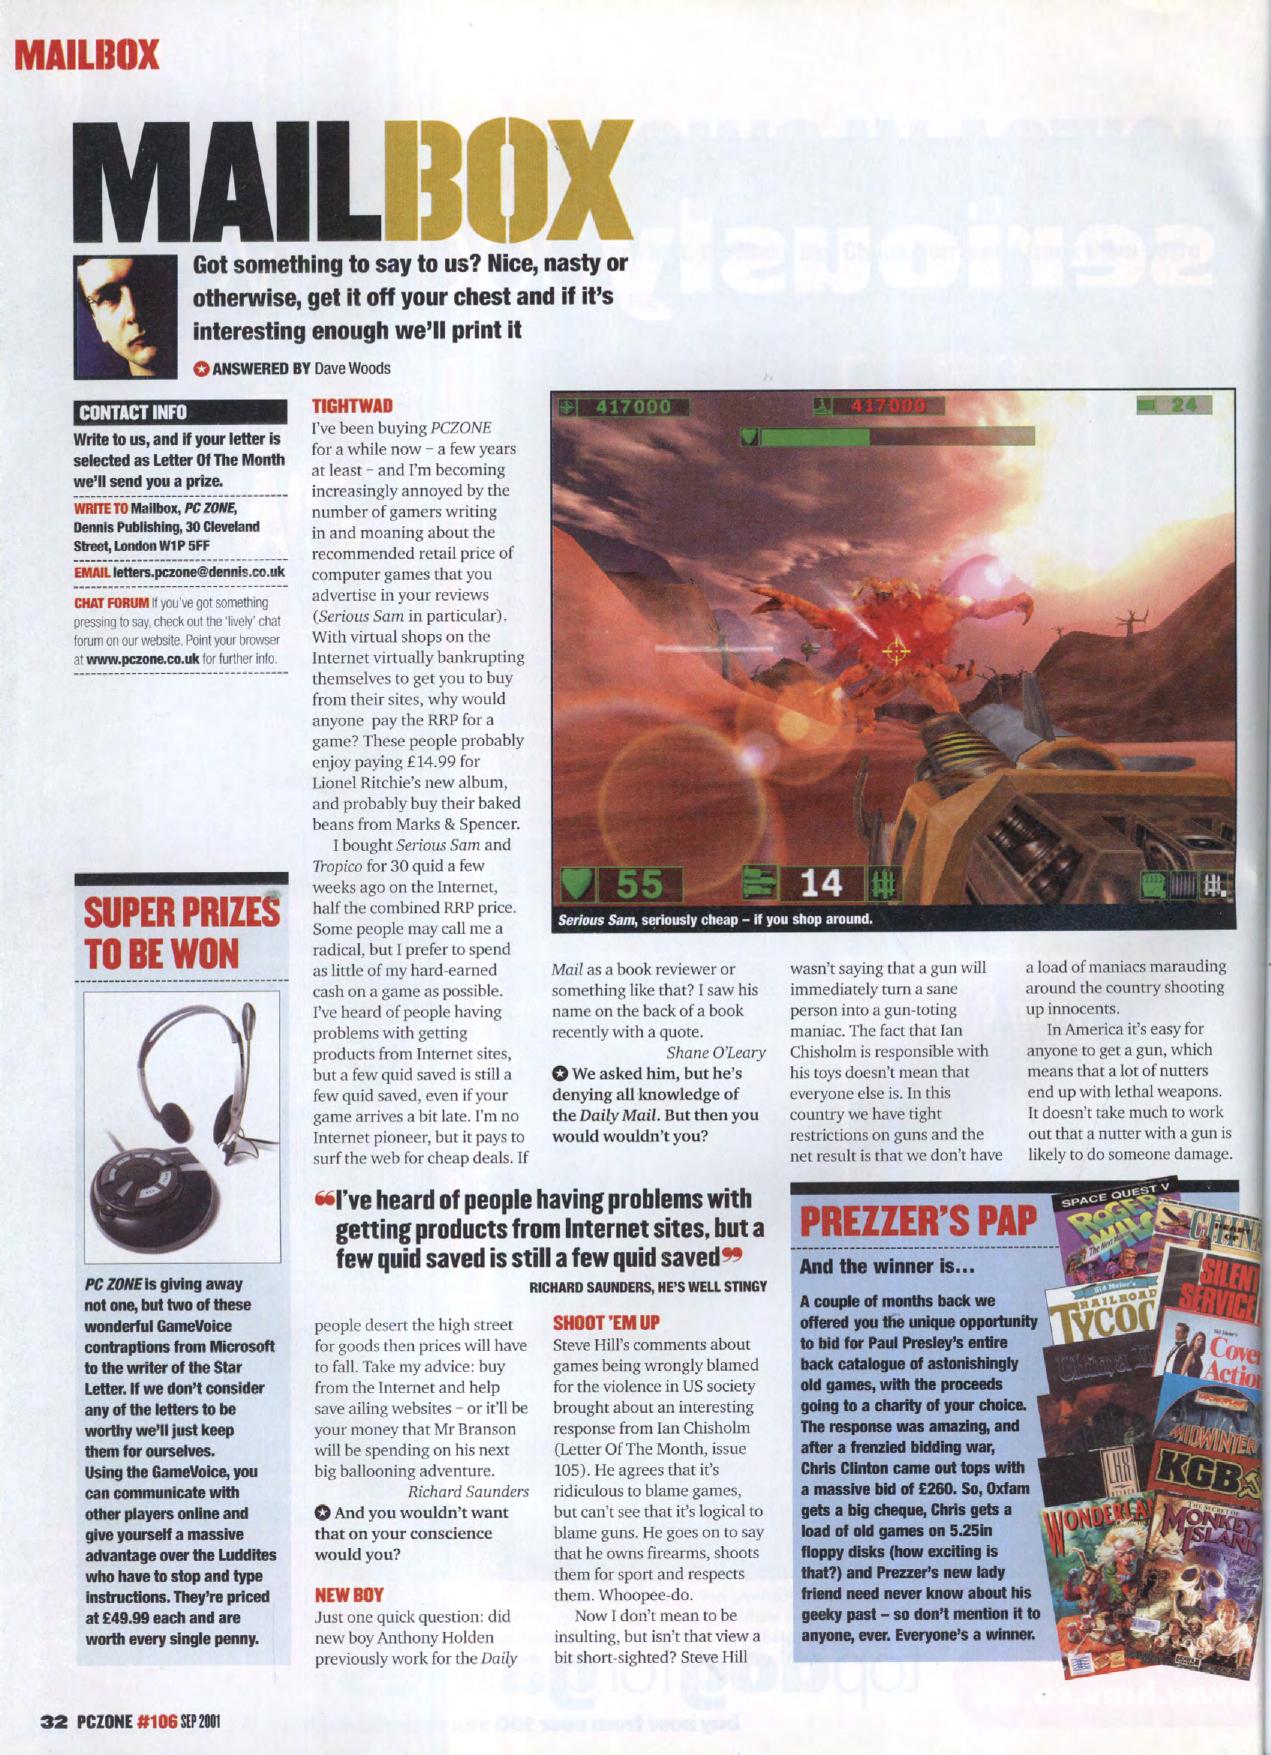 MAILBOX
MAILBOX
Got something to say to us? Nice, nasty or
otherwise, get it off your chest and if it's
interesting enough we'll print it
ANSWERED BY Dave Woods
CONTACT INFO
Write to us, and if your letter is
selected as Letter Of The Month
we'll send you a prize.
WRITE TO Mailbox, PC ZONE,
Dennis Publishing, 30 Cleveland
Street, London W1P 5FF
EMAIL letters.pczone@dennis.co.uk
CHAT FORUM If you've got something
pressing to say, check out the 'lively' chat
forum on our website. Point your browser
at www.pczone.co.uk for further info.
SUPER PRIZES
TO BE WON
PC ZONE is giving away
not one, but two of these
wonderful GameVoice
contraptions from Microsoft
to the writer of the Star
Letter. If we don't consider
any of the letters to be
worthy we'll just keep
them for ourselves.
Using the GameVoice, you
can communicate with
other players online and
give yourself a massive
advantage over the Luddites
who have to stop and type
instructions. They're priced
at £49.99 each and are
worth every single penny.
TIGHTWAD
I've been buying PCZONE
for a while now – a few years
at least – and I'm becoming
increasingly annoyed by the
number of gamers writing
in and moaning about the
recommended retail price of
computer games that you
advertise in your reviews
(Serious Sam in particular).
With virtual shops on the
Internet virtually bankrupting
themselves to get you to buy
from their sites, why would
anyone pay the RRP for a
game? These people probably
enjoy paying £14.99 for
Lionel Ritchie's new album,
and probably buy their baked
beans from Marks & Spencer.
I bought Serious Sam and
Tropico for 30 quid a few
weeks ago on the Internet,
half the combined RRP price.
Some people may call me a
radical, but I prefer to spend
as little of my hard-earned
cash on a game as possible.
I've heard of people having
problems with getting
products from Internet sites,
but a few quid saved is still a
few quid saved, even if your
game arrives a bit late. I'm no
Internet pioneer, but it pays to
surf the web for cheap deals. If
417000
417000
24
55
14
Serious Sam, seriously cheap – if you shop around.
"I've heard of people having problems with
getting products from Internet sites, but a
few quid saved is still a few quid saved"
RICHARD SAUNDERS, HE'S WELL STINGY
people desert the high street
for goods then prices will have
to fall. Take my advice: buy
from the Internet and help
save ailing websites – or it'll be
your money that Mr Branson
will be spending on his next
big ballooning adventure.
Richard Saunders
And you wouldn't want
that on your conscience
would you?
NEW BOY
Just one quick question: did
new boy Anthony Holden
previously work for the Daily
Mail as a book reviewer or
something like that? I saw his
name on the back of a book
recently with a quote.
Shane O'Leary
We asked him, but he's
denying all knowledge of
the Daily Mail. But then you
would wouldn't you?
SHOOT 'EM UP
Steve Hill's comments about
games being wrongly blamed
for the violence in US society
brought about an interesting
response from Ian Chisholm
(Letter Of The Month, issue
105). He agrees that it's
ridiculous to blame games,
but can't see that it's logical to
blame guns. He goes on to say
that he owns firearms, shoots
them for sport and respects
them. Whoopee-do.
Now I don't mean to be
insulting, but isn't that view a
bit short-sighted? Steve Hill
wasn't saying that a gun will
immediately turn a sane
person into a gun-toting
maniac. The fact that Ian
Chisholm is responsible with
his toys doesn't mean that
everyone else is. In this
country we have tight
restrictions on guns and the
net result is that we don't have
a load of maniacs marauding
around the country shooting
up innocents.
In America it's easy for
anyone to get a gun, which
means that a lot of nutters
end up with lethal weapons.
It doesn't take much to work
out that a nutter with a gun is
likely to do someone damage.
PREZZER'S PAP
And the winner is...
A couple of months back we
offered you the unique opportunity
to bid for Paul Presley's entire
back catalogue of astonishingly
old games, with the proceeds
going to a charity of your choice.
The response was amazing, and
after a frenzied bidding war,
Chris Clinton came out tops with
a massive bid of £260. So, Oxfam
gets a big cheque, Chris gets a
load of old games on 5.25in
floppy disks (how exciting is
that?) and Prezzer's new lady
friend need never know about his
geeky past – so don't mention it to
anyone, ever. Everyone's a winner.
SPACE QUEST V
ROGER
WIL
The Next
HEART OF
CHIN
SILEN
SERVICE
Sid Meier's
RAILROAD
TYCOO
Cover
Action
MICROPLAY
MIDWINTER
LHX
KGB
WONDERLA
THE SECRET OF
MONKEY
ISLAND
32 PCZONE #106 SEP 2001